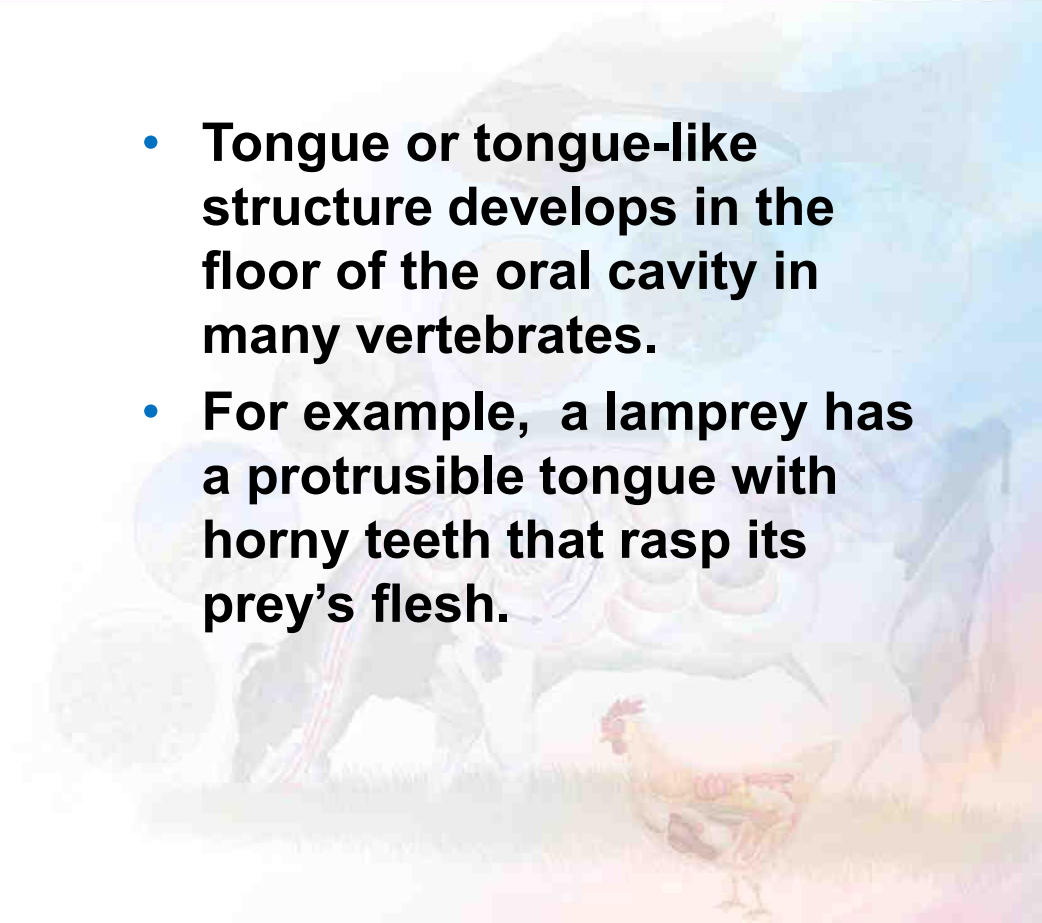 • Tongue or tongue-like
structure develops in the
floor of the oral cavity in
many vertebrates.
• For example,  a lamprey has
a protrusible tongue with
horny teeth that rasp its
prey’s flesh.